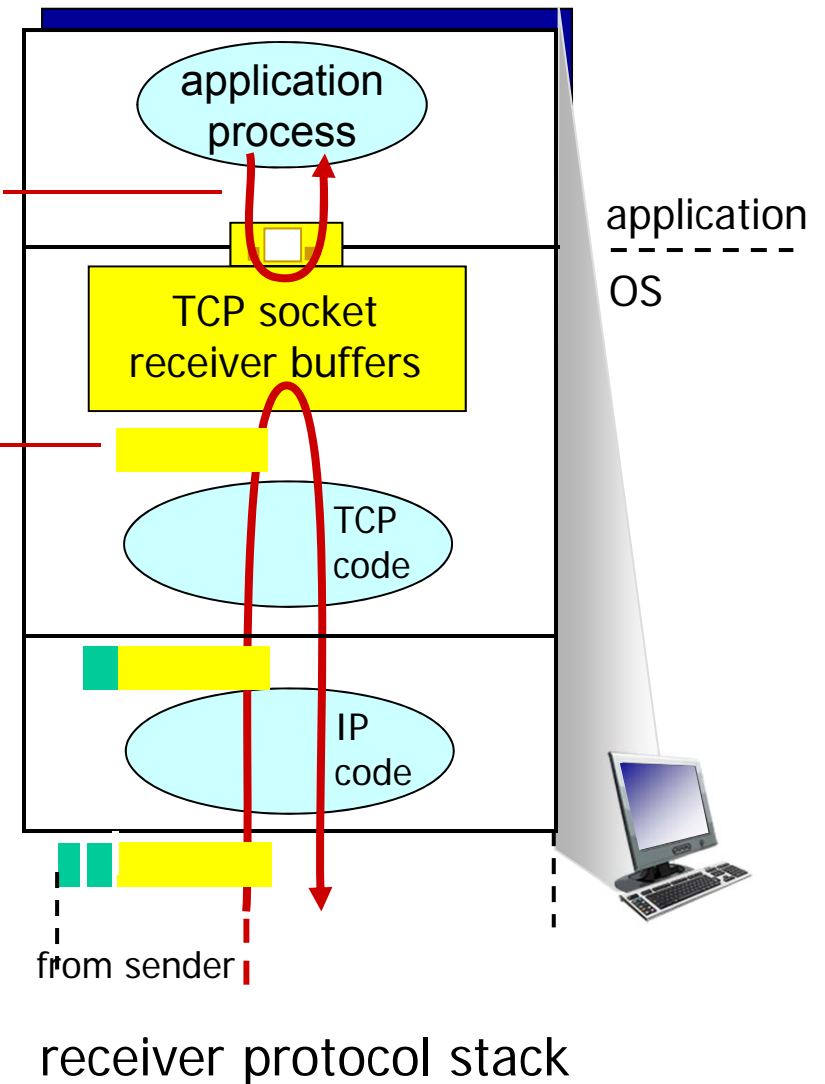 application
process
application
OS
TCP socket
receiver buffers
TCP
code
IP
code
from sender
receiver protocol stack